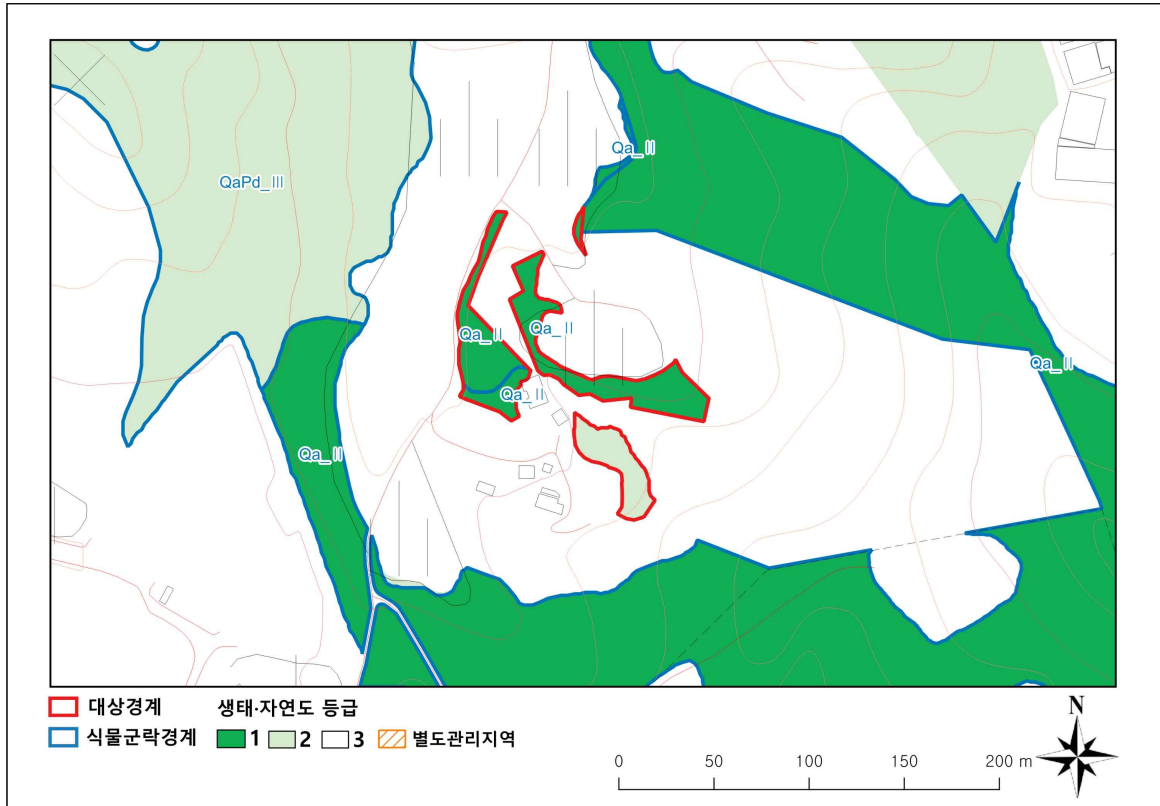 Qa_Ⅱ
QaPd_Ⅲ
Qa_Ⅱ
Qa_Ⅱ
Qa_Ⅱ
Qa_Ⅱ
Qa_Ⅱ
대상경계
생태·자연도 등급
식물군락경계
1
2
3
별도관리지역
0
50
100
150
200 m
N